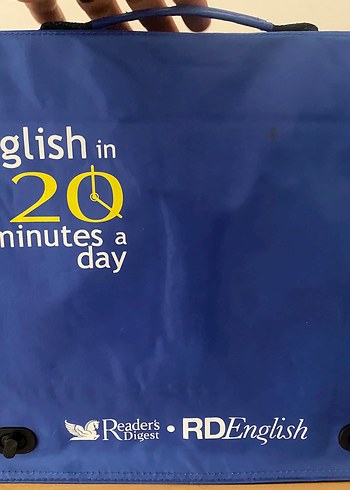 glish in
20
minutes a
day
Reader's Digest • RDEnglish